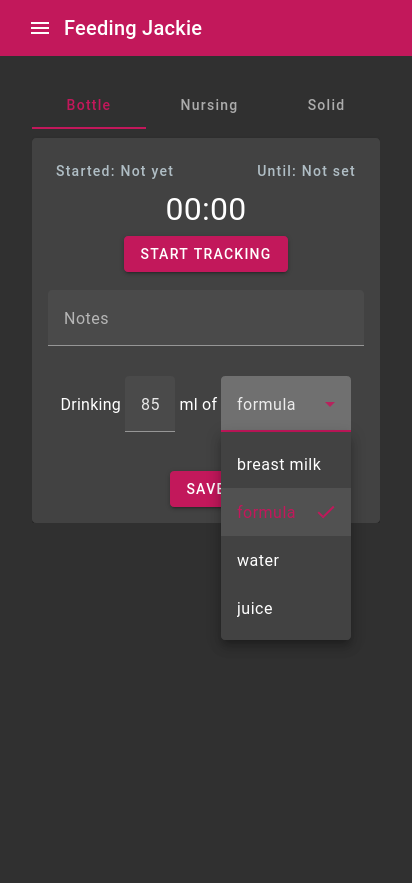 Feeding Jackie
Bottle Nursing Solid
Started: Not yet Until: Not set
00:00
START TRACKING
Notes
Drinking 85 ml of formula
breast milk
formula
SAVE
water
juice